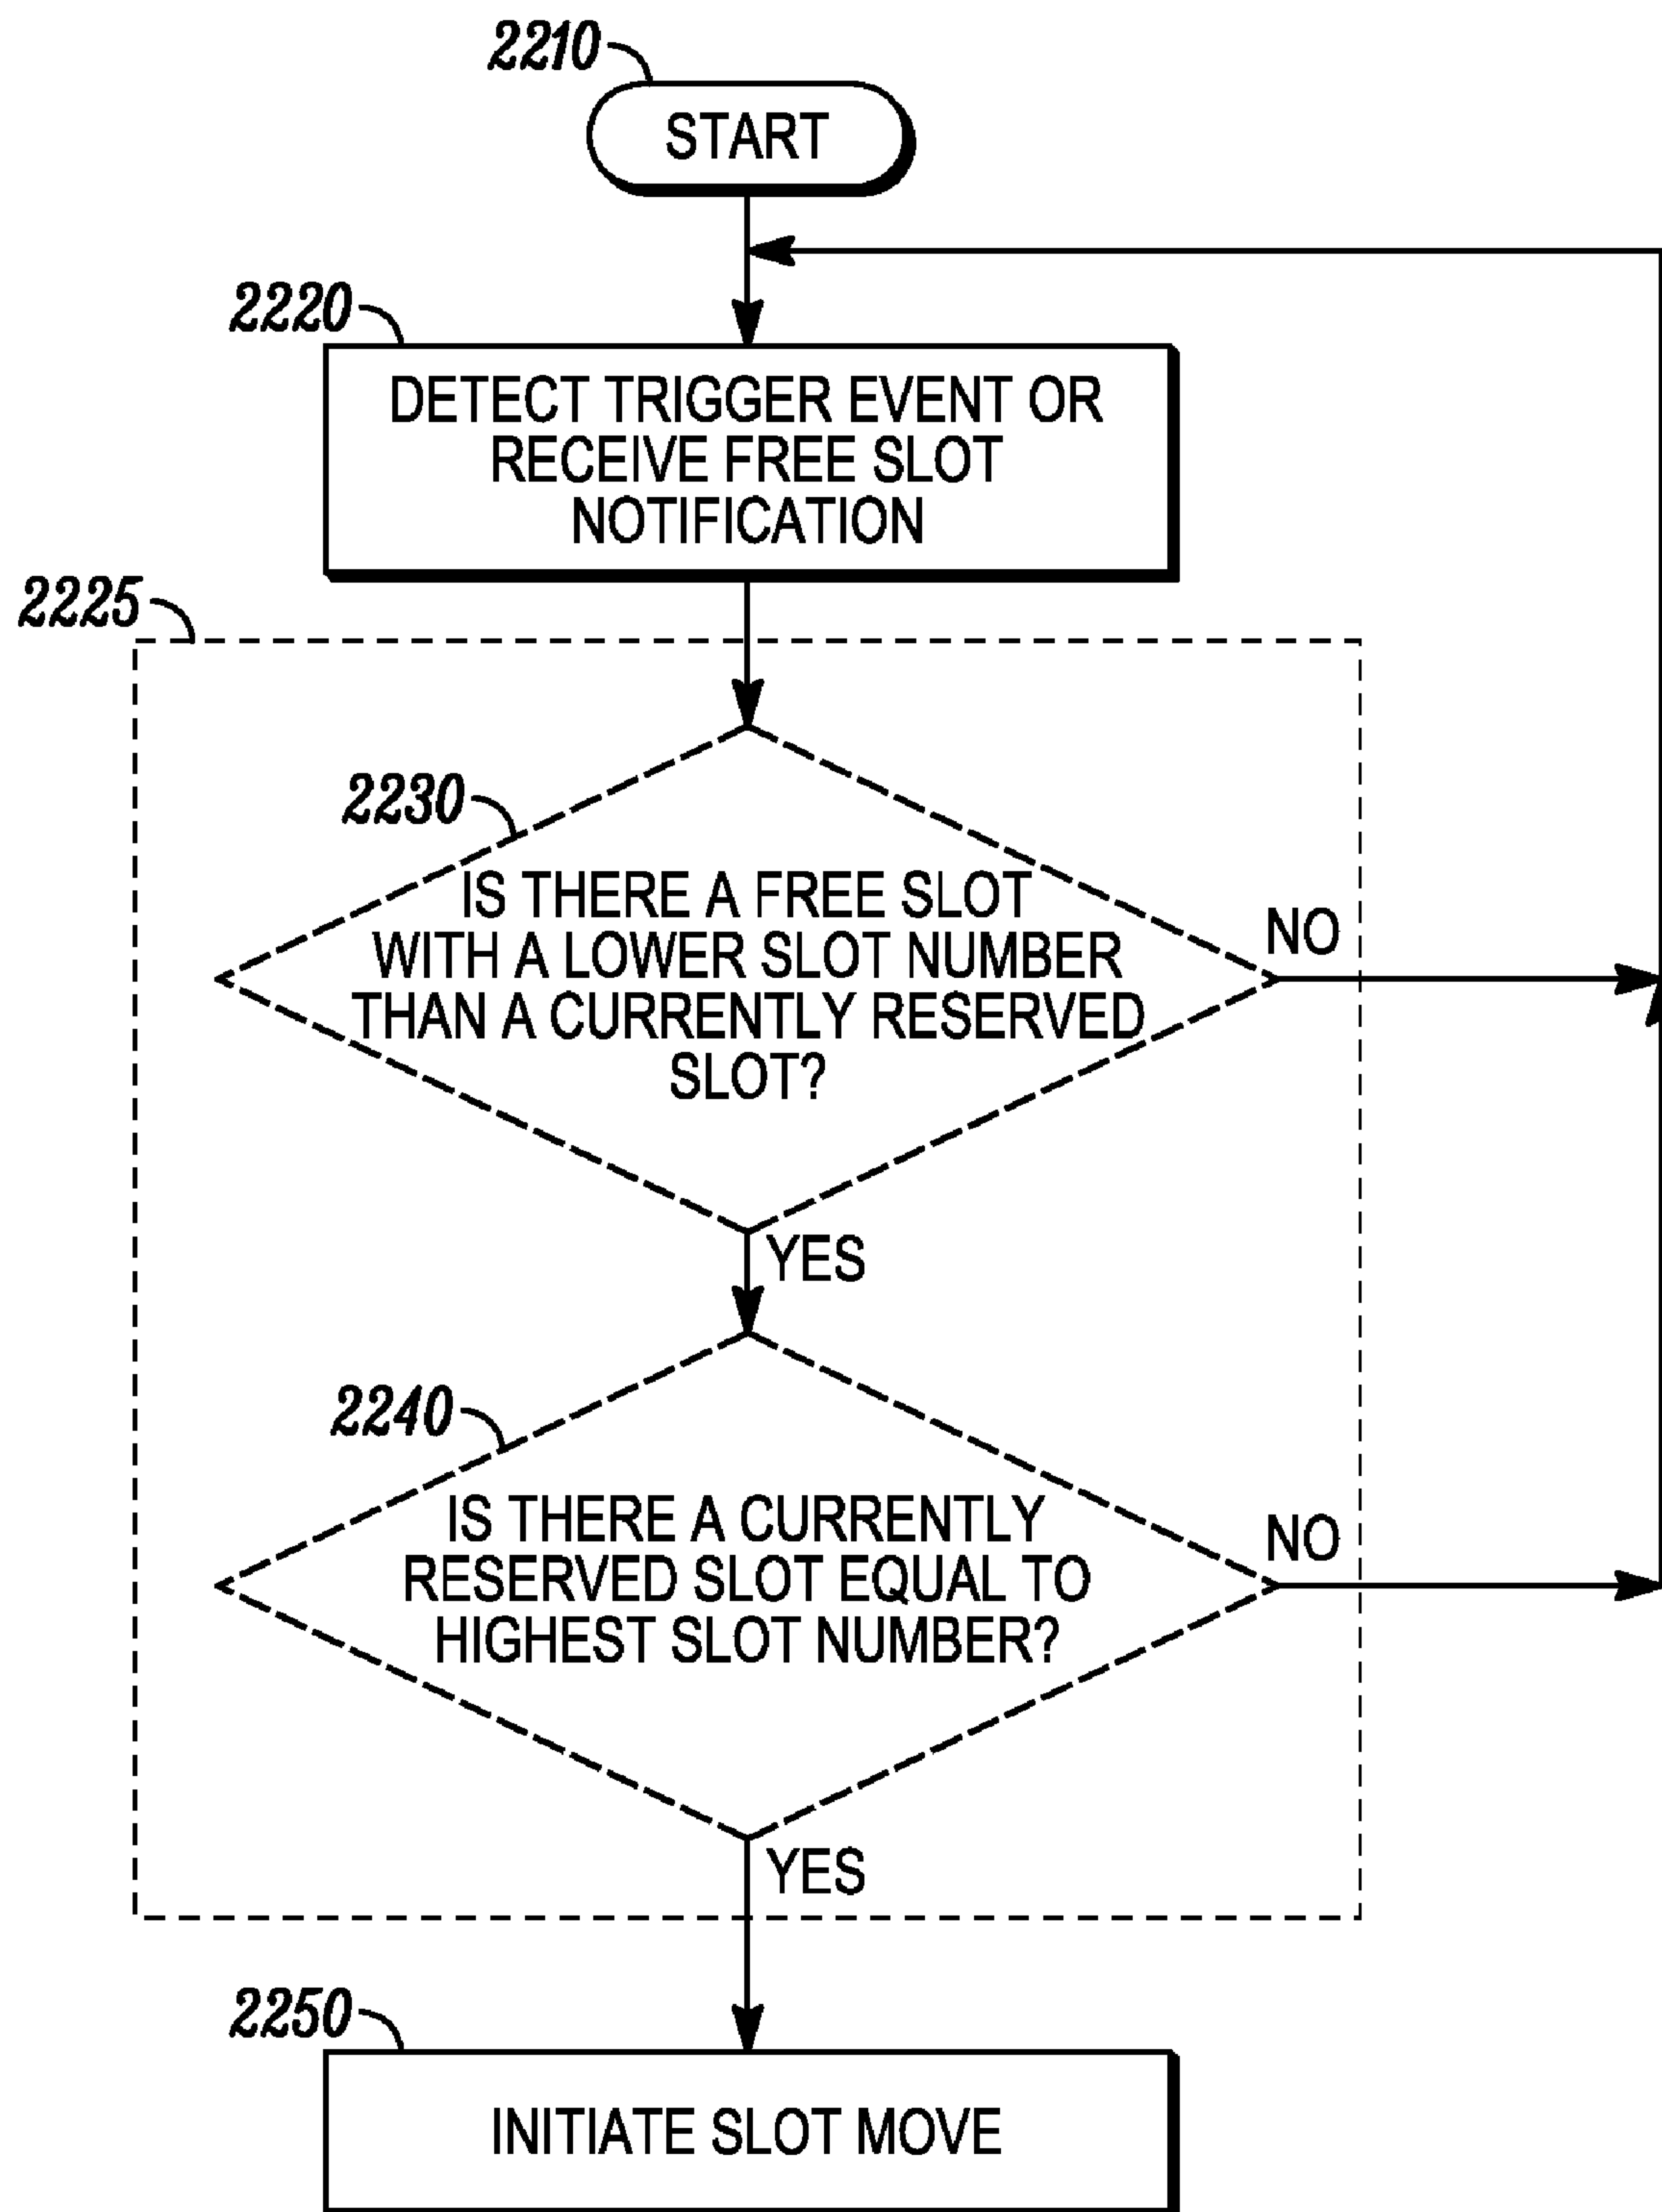 2210
START
2220
DETECT TRIGGER EVENT OR
RECEIVE FREE SLOT
NOTIFICATION
2225
2230
IS THERE A FREE SLOT
WITH A LOWER SLOT NUMBER
THAN A CURRENTLY RESERVED
SLOT?
NO
YES
2240
IS THERE A CURRENTLY
RESERVED SLOT EQUAL TO
HIGHEST SLOT NUMBER?
NO
YES
2250
INITIATE SLOT MOVE